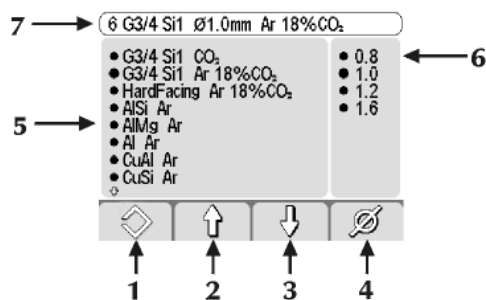 7
6 G3/4 Si1 Ø1.0mm Ar 18%CO₂
6
5
● G3/4 Si1 CO₂
● G3/4 Si1 Ar 18%CO₂
● HardFacing Ar 18%CO₂
● AlSi Ar
● AlMg Ar
● Al Ar
● CuAl Ar
● CuSi Ar
● 0.8
● 1.0
● 1.2
● 1.6
1 2 3 4